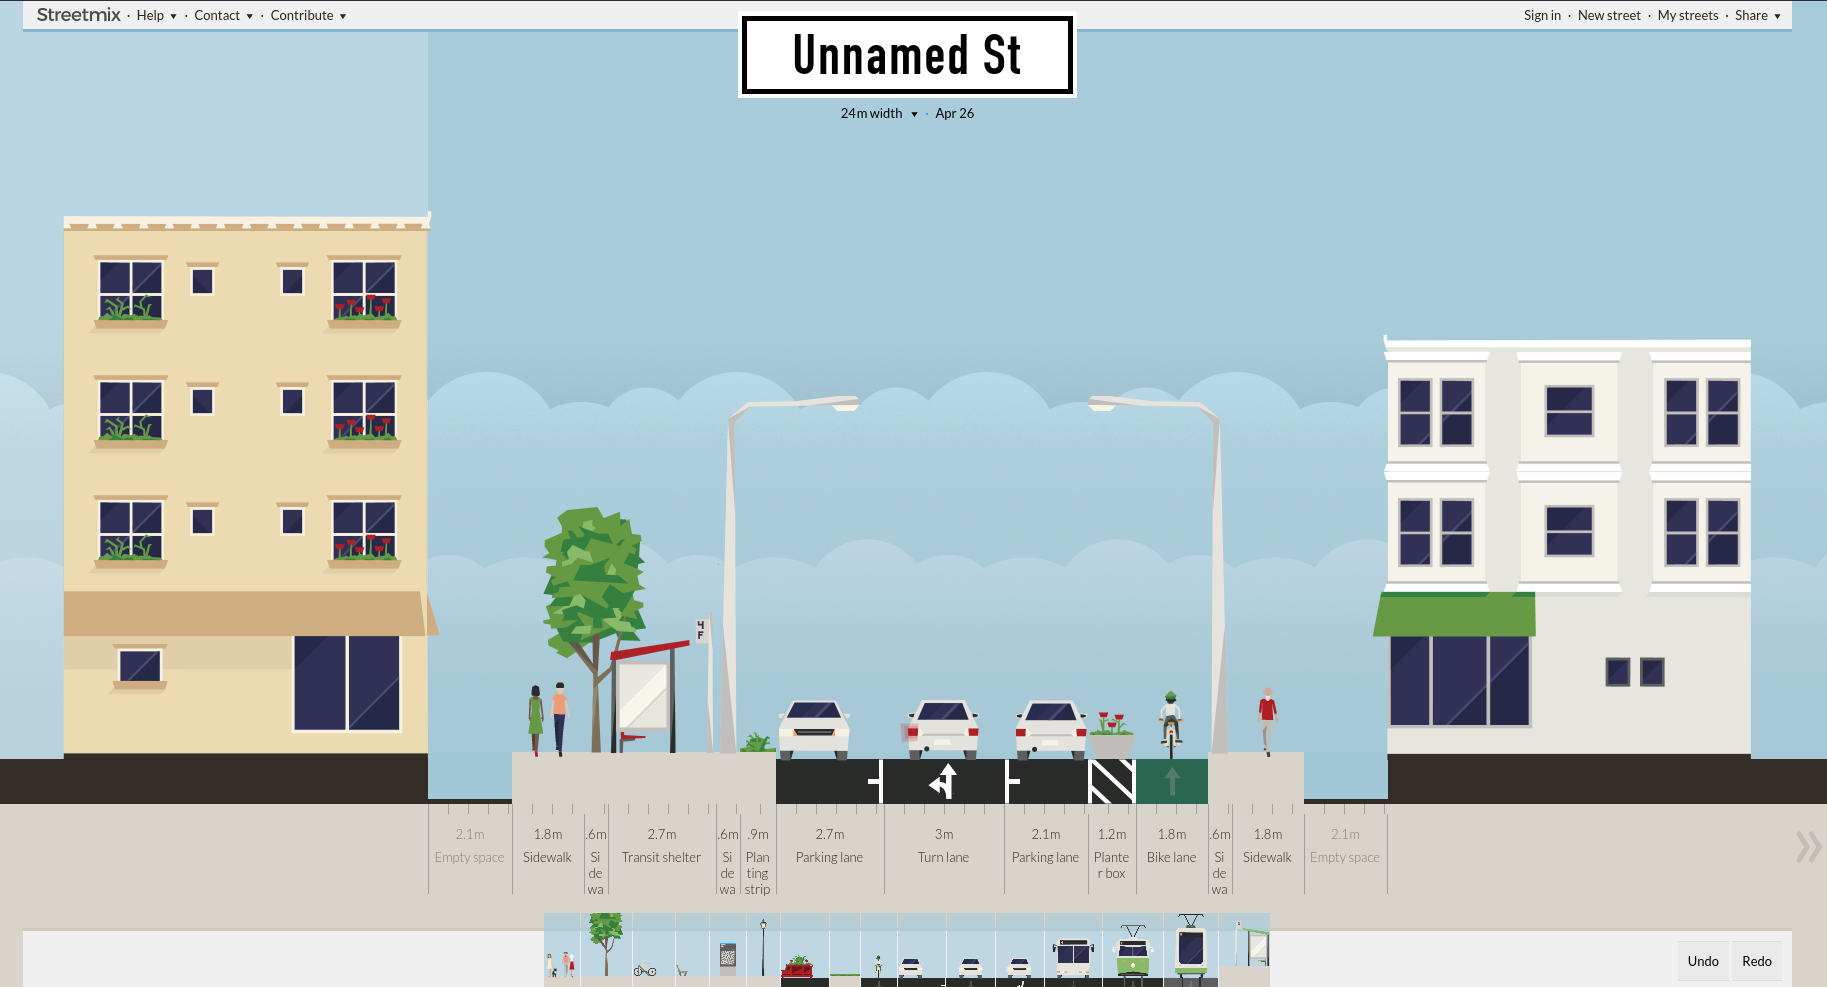 Streetmix · Help ▾ · Contact ▾ · Contribute ▾
Sign in · New street · My streets · Share ▾
Unnamed St
24m width ▾ · Apr 26
4
F
2.1m
Empty space
1.8m
Sidewalk
.6m
Si
de
wa
2.7m
Transit shelter
.6m
Si
de
wa
.9m
Plan
ting
strip
2.7m
Parking lane
3m
Turn lane
2.1m
Parking lane
1.2m
Plante
r box
1.8m
Bike lane
.6m
Si
de
wa
1.8m
Sidewalk
2.1m
Empty space
Undo
Redo